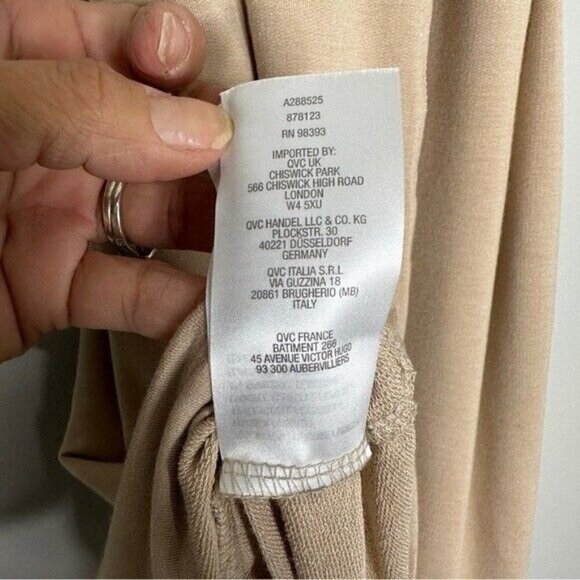 A288525
878123
RN 98393
IMPORTED BY:
QVC UK
CHISWICK PARK
566 CHISWICK HIGH ROAD
LONDON
W4 5XU
QVC HANDEL LLC & CO. KG
PLOCKSTR. 30
40221 DÜSSELDORF
GERMANY
QVC ITALIA S.R.L
VIA GUZZINA 18
20861 BRUGHERIO (MB)
ITALY
QVC FRANCE
BATIMENT 266
45 AVENUE VICTOR HUGO
93 300 AUBERVILLIERS